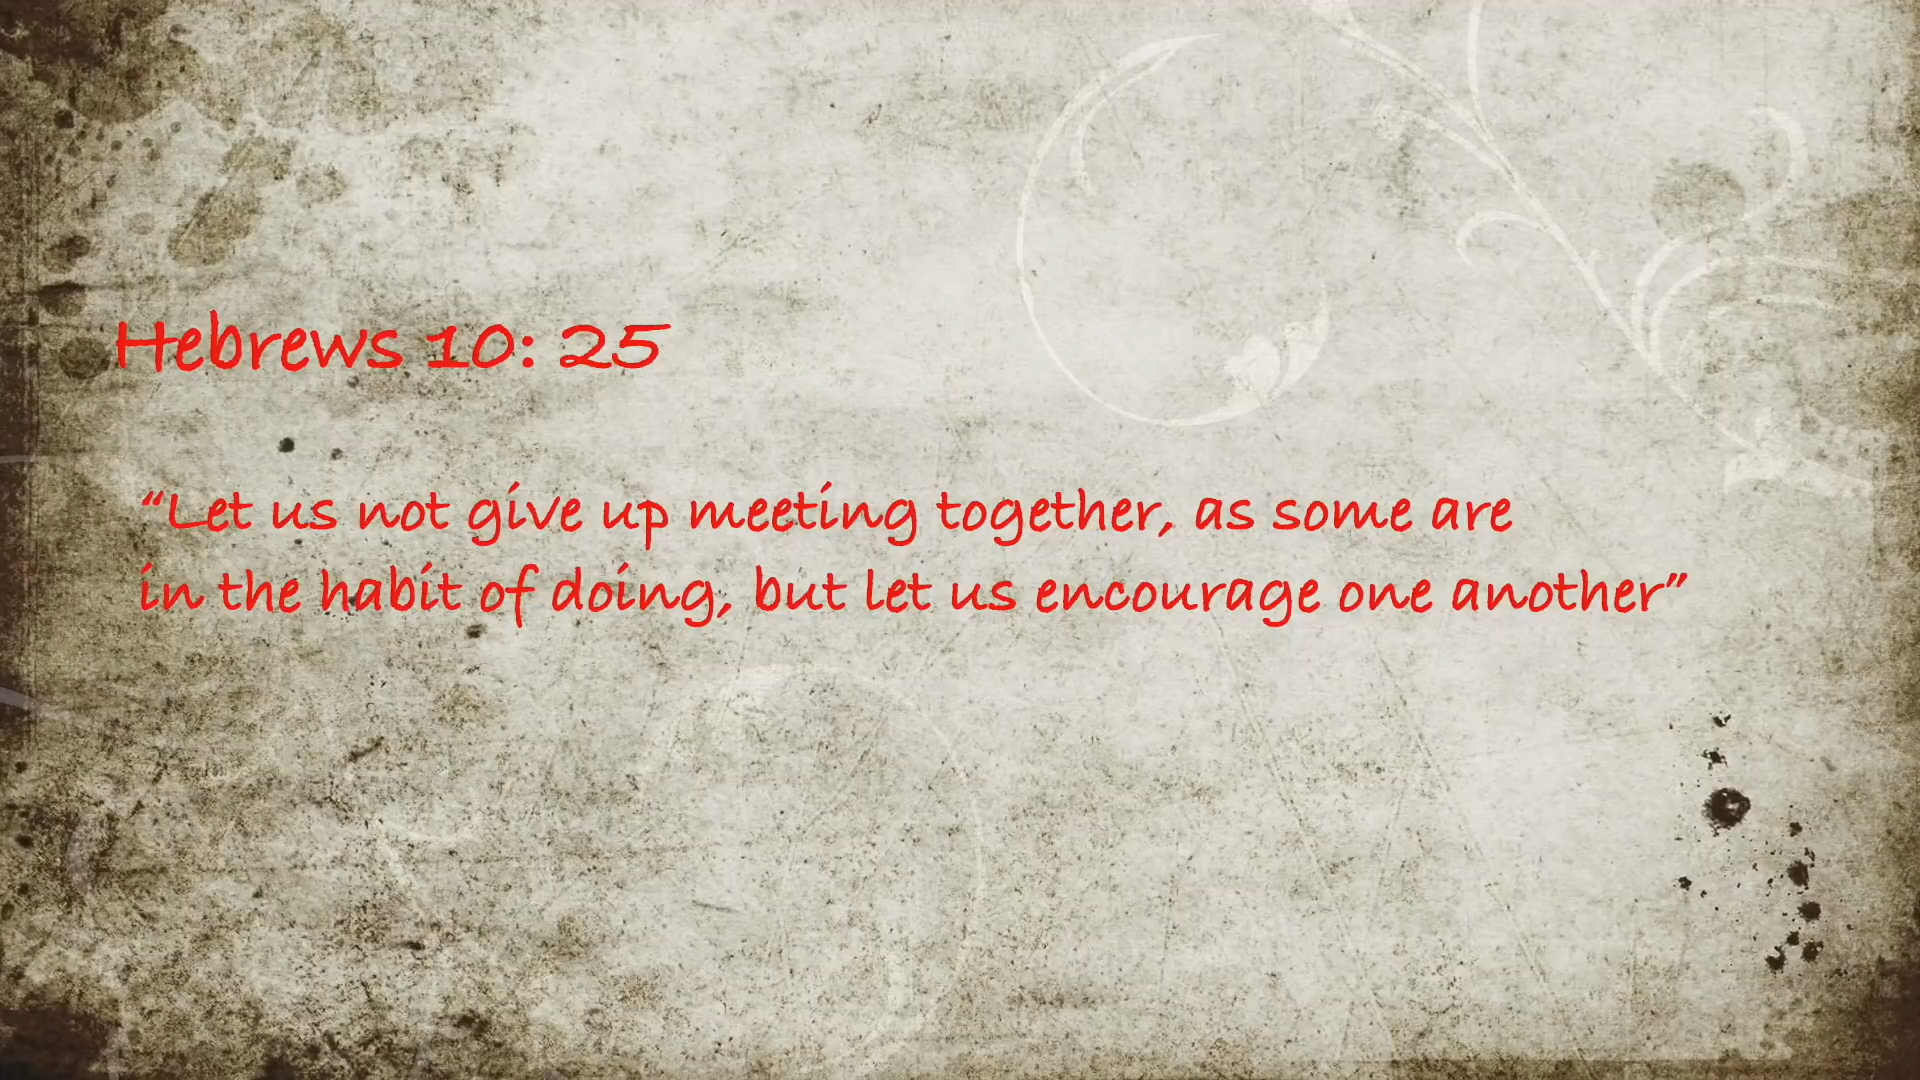 Hebrews 10: 25
“Let us not give up meeting together, as some are
in the habit of doing, but let us encourage one another”